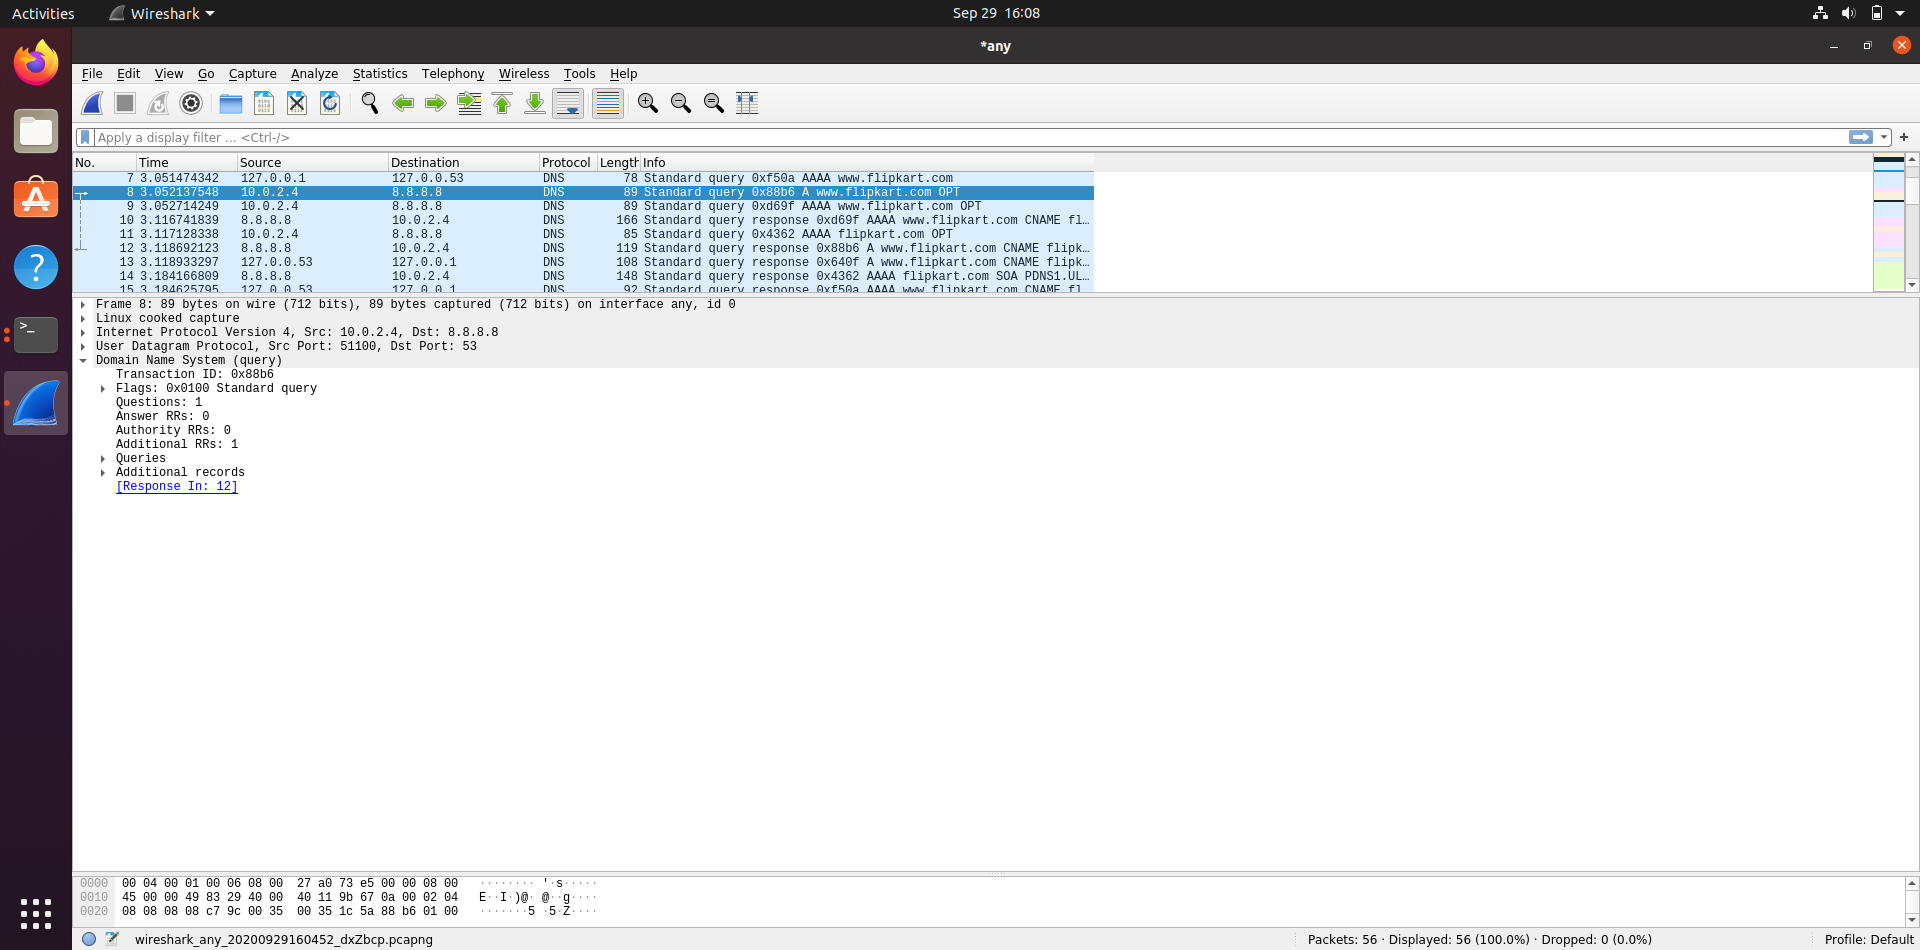 Activities Wireshark Sep 29 16:08
*any
File Edit View Go Capture Analyze Statistics Telephony Wireless Tools Help
Apply a display filter ... <Ctrl-/> +
No. Time Source Destination Protocol Length Info
7 3.051474342 127.0.0.1 127.0.0.53 DNS 78 Standard query 0xf50a AAAA www.flipkart.com
8 3.052137548 10.0.2.4 8.8.8.8 DNS 89 Standard query 0x88b6 A www.flipkart.com OPT
9 3.052714249 10.0.2.4 8.8.8.8 DNS 89 Standard query 0xd69f AAAA www.flipkart.com OPT
10 3.116741839 8.8.8.8 10.0.2.4 DNS 166 Standard query response 0xd69f AAAA www.flipkart.com CNAME fl…
11 3.117128338 10.0.2.4 8.8.8.8 DNS 85 Standard query 0x4362 AAAA flipkart.com OPT
12 3.118692123 8.8.8.8 10.0.2.4 DNS 119 Standard query response 0x88b6 A www.flipkart.com CNAME flipk…
13 3.118933297 127.0.0.53 127.0.0.1 DNS 108 Standard query response 0x640f A www.flipkart.com CNAME flipk…
14 3.184166809 8.8.8.8 10.0.2.4 DNS 148 Standard query response 0x4362 AAAA flipkart.com SOA PDNS1.UL…
15 3.184625795 127.0.0.53 127.0.0.1 DNS 92 Standard query response 0xf50a AAAA www.flipkart.com CNAME fl…
Frame 8: 89 bytes on wire (712 bits), 89 bytes captured (712 bits) on interface any, id 0
Linux cooked capture
Internet Protocol Version 4, Src: 10.0.2.4, Dst: 8.8.8.8
User Datagram Protocol, Src Port: 51100, Dst Port: 53
Domain Name System (query)
Transaction ID: 0x88b6
Flags: 0x0100 Standard query
Questions: 1
Answer RRs: 0
Authority RRs: 0
Additional RRs: 1
Queries
Additional records
[Response In: 12]
0000 00 04 00 01 00 06 08 00 27 a0 73 e5 00 00 08 00 ········ '·s·····
0010 45 00 00 49 83 29 40 00 40 11 9b 67 0a 00 02 04 E··I·)@· @··g····
0020 08 08 08 08 c7 9c 00 35 00 35 1c 5a 88 b6 01 00 ·······5 ·5·Z····
wireshark_any_20200929160452_dxZbcp.pcapng Packets: 56 · Displayed: 56 (100.0%) · Dropped: 0 (0.0%) Profile: Default